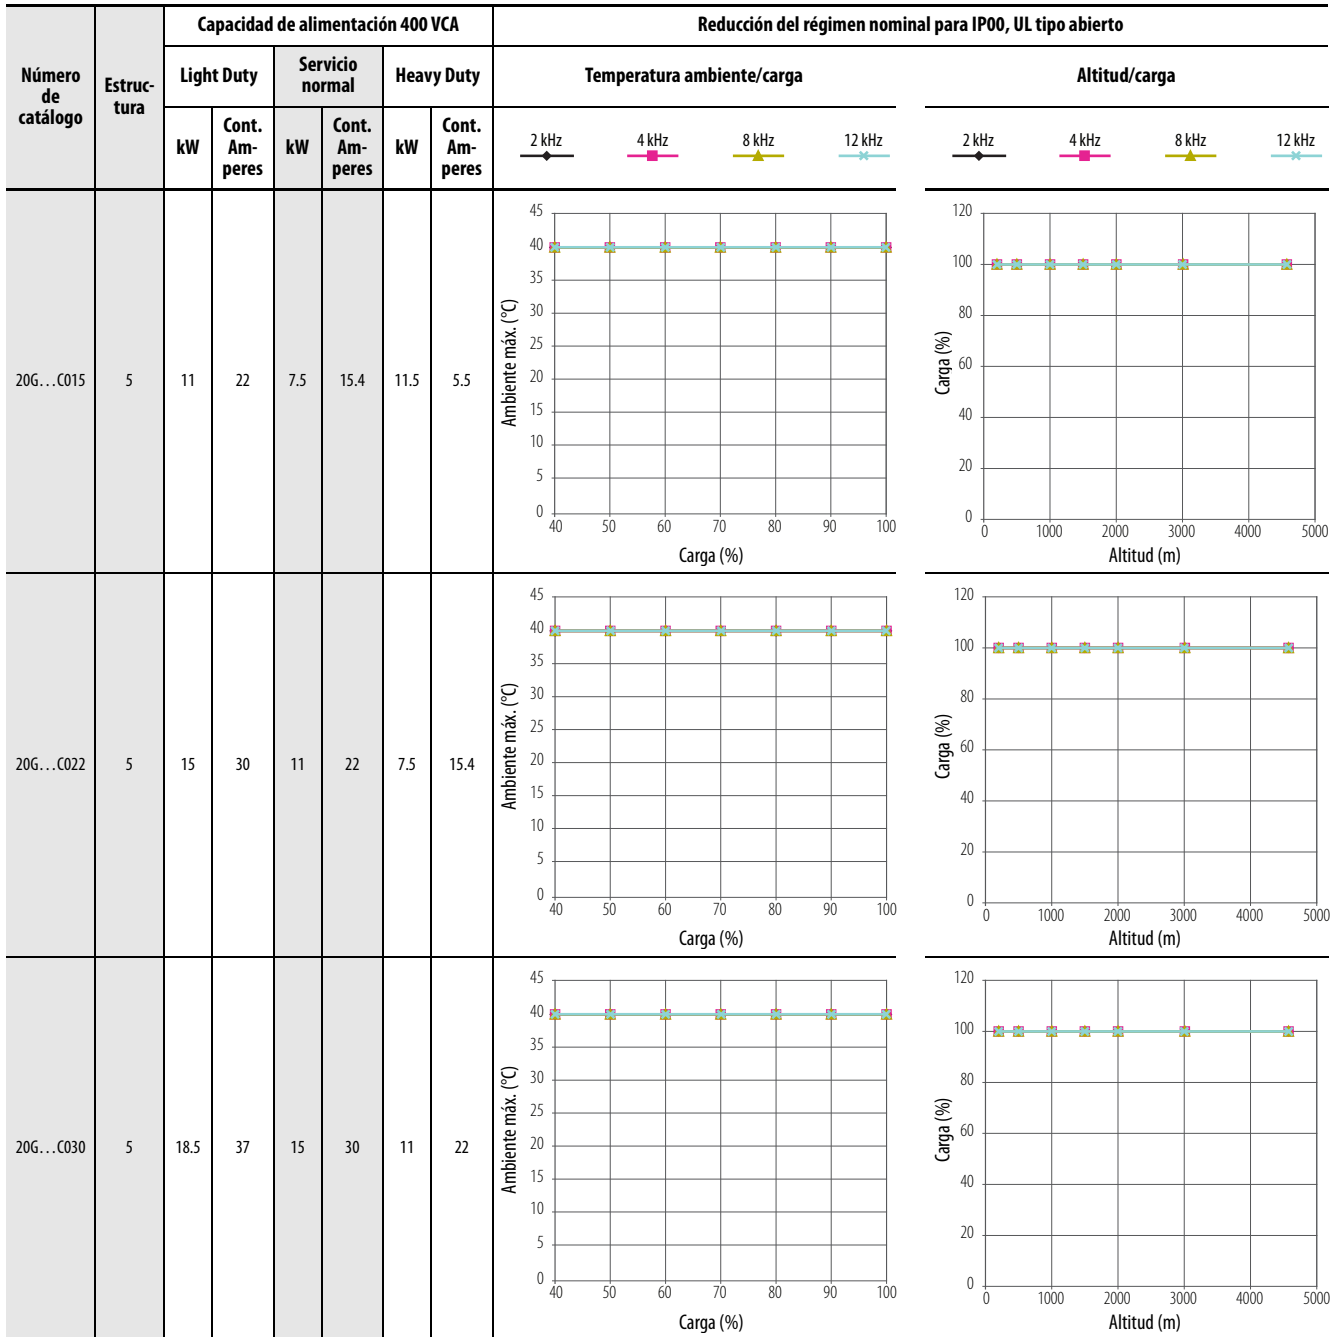 Número de catálogo
Estruc-tura
Capacidad de alimentación 400 VCA
Reducción del régimen nominal para IP00, UL tipo abierto
Light Duty
Servicio normal
Heavy Duty
Temperatura ambiente/carga
Altitud/carga
kW
Cont. Am-peres
kW
Cont. Am-peres
kW
Cont. Am-peres
2 kHz 4 kHz 8 kHz 12 kHz
2 kHz 4 kHz 8 kHz 12 kHz
20G...C015 5 11 22 7.5 15.4 11.5 5.5
Ambiente máx. (°C)
45
40
35
30
25
20
15
10
5
0
40 50 60 70 80 90 100
Carga (%)
Carga (%)
120
100
80
60
40
20
0
0 1000 2000 3000 4000 5000
Altitud (m)
20G...C022 5 15 30 11 22 7.5 15.4
Ambiente máx. (°C)
45
40
35
30
25
20
15
10
5
0
40 50 60 70 80 90 100
Carga (%)
Carga (%)
120
100
80
60
40
20
0
0 1000 2000 3000 4000 5000
Altitud (m)
20G...C030 5 18.5 37 15 30 11 22
Ambiente máx. (°C)
45
40
35
30
25
20
15
10
5
0
40 50 60 70 80 90 100
Carga (%)
Carga (%)
120
100
80
60
40
20
0
0 1000 2000 3000 4000 5000
Altitud (m)